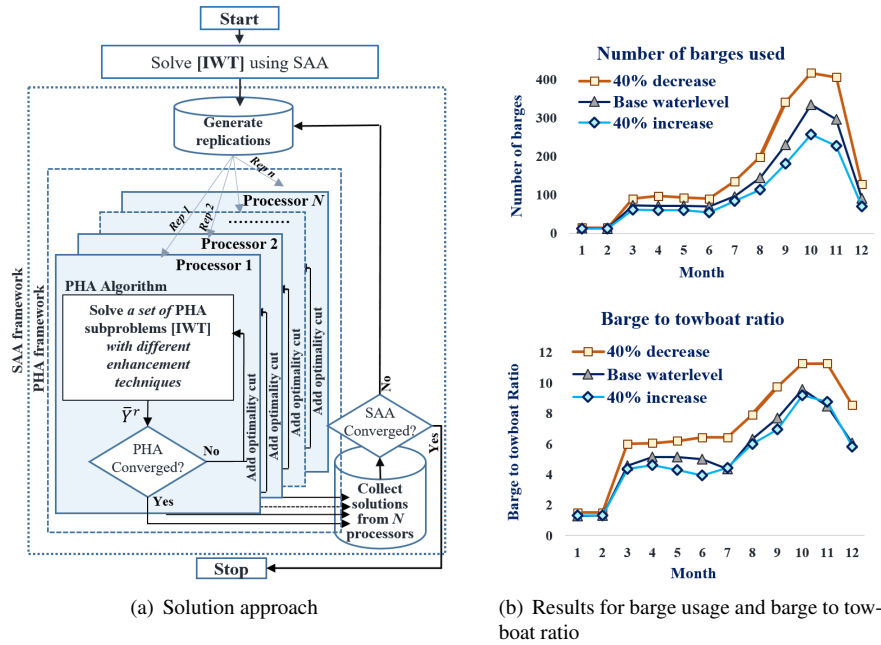 Start
Solve [IWT] using SAA
Generate
replications
Rep 1
Rep 2
Rep n
Processor N
............
Processor 2
Processor 1
PHA Algorithm
Solve a set of PHA
subproblems [IWT]
with different
enhancement
techniques
Ȳʳ
PHA
Converged?
No
Yes
Add optimality cut
Add optimality cut
Add optimality cut
Add optimality cut
SAA framework
PHA framework
No
SAA
Converged?
Yes
Collect
solutions
from N
processors
Stop
(a) Solution approach
Number of barges used
40% decrease
Base waterlevel
40% increase
Number of barges
400
300
200
100
0
1 2 3 4 5 6 7 8 9 10 11 12
Month
Barge to towboat ratio
40% decrease
Base waterlevel
40% increase
Barge to towboat Ratio
12
10
8
6
4
2
0
1 2 3 4 5 6 7 8 9 10 11 12
Month
(b) Results for barge usage and barge to tow-
boat ratio